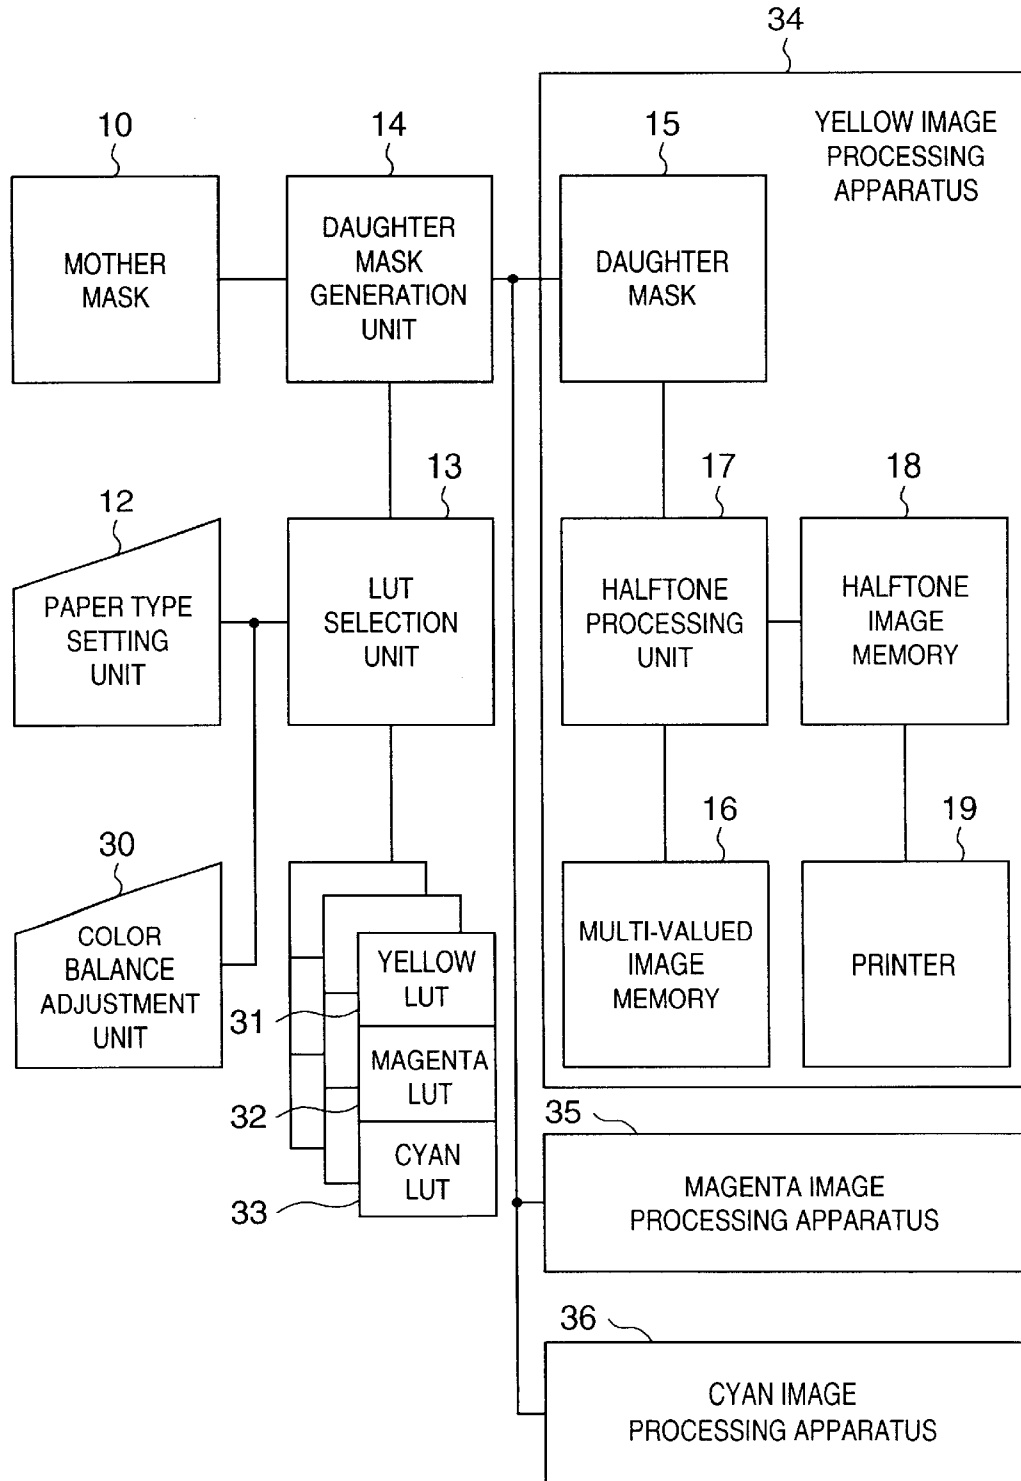 34
YELLOW IMAGE
PROCESSING
APPARATUS
10
MOTHER
MASK
14
DAUGHTER
MASK
GENERATION
UNIT
15
DAUGHTER
MASK
12
PAPER TYPE
SETTING
UNIT
13
LUT
SELECTION
UNIT
17
HALFTONE
PROCESSING
UNIT
18
HALFTONE
IMAGE
MEMORY
30
COLOR
BALANCE
ADJUSTMENT
UNIT
YELLOW
LUT
31
MAGENTA
LUT
32
CYAN
LUT
33
16
MULTI-VALUED
IMAGE
MEMORY
19
PRINTER
35
MAGENTA IMAGE
PROCESSING APPARATUS
36
CYAN IMAGE
PROCESSING APPARATUS